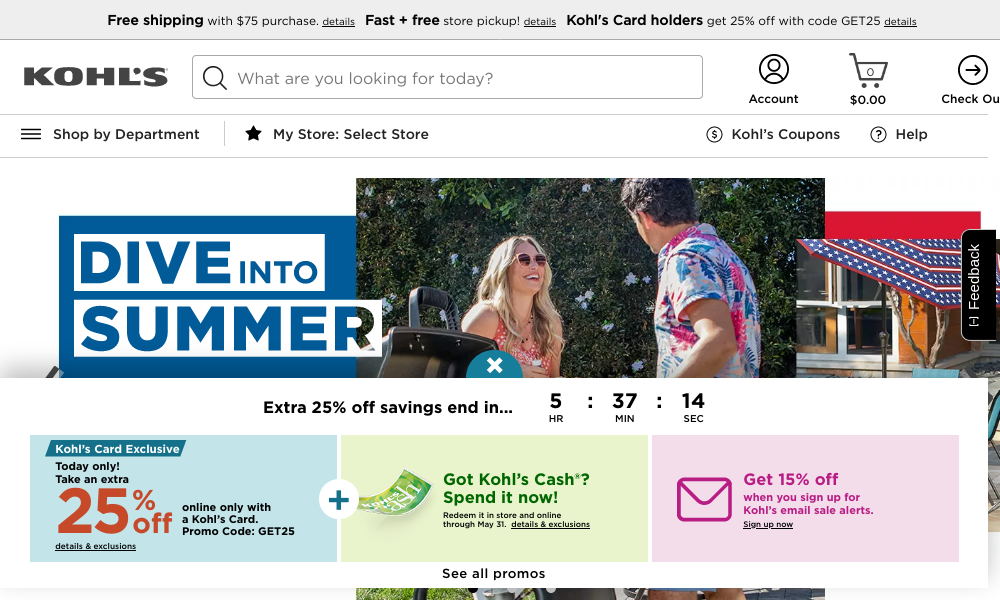 Free shipping with $75 purchase. details Fast + free store pickup! details Kohl's Card holders get 25% off with code GET25 details
KOHL'S
What are you looking for today?
Account
0
$0.00
Check Ou
Shop by Department
My Store: Select Store
Kohl's Coupons
Help
DIVE INTO
SUMMER
[-] Feedback
Extra 25% off savings end in...
5 : 37 : 14
HR MIN SEC
Kohl's Card Exclusive
Today only!
Take an extra
25% off
online only with
a Kohl's Card.
Promo Code: GET25
details & exclusions
Got Kohl's Cash®?
Spend it now!
Redeem it in store and online
through May 31. details & exclusions
Get 15% off
when you sign up for
Kohl's email sale alerts.
Sign up now
See all promos